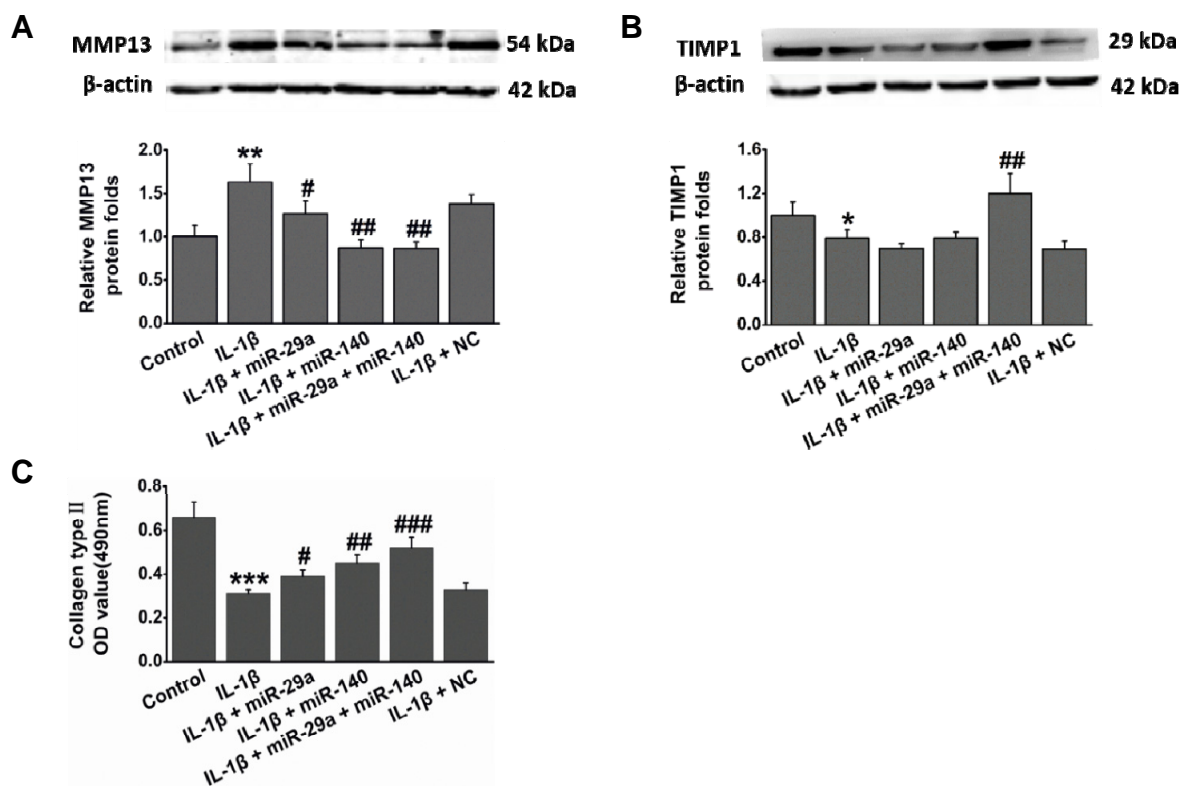 A
MMP13
54 kDa
β-actin
42 kDa
Relative MMP13
protein folds
2.0
1.5
1.0
0.5
0.0
**
#
##
##
Control
IL-1β
IL-1β + miR-29a
IL-1β + miR-140
IL-1β + miR-29a + miR-140
IL-1β + NC
B
TIMP1
29 kDa
β-actin
42 kDa
Relative TIMP1
protein folds
1.6
1.2
0.8
0.4
0.0
*
##
Control
IL-1β
IL-1β + miR-29a
IL-1β + miR-140
IL-1β + miR-29a + miR-140
IL-1β + NC
C
Collagen type Ⅱ
OD value(490nm)
0.8
0.6
0.4
0.2
0.0
***
#
##
###
Control
IL-1β
IL-1β + miR-29a
IL-1β + miR-140
IL-1β + miR-29a + miR-140
IL-1β + NC